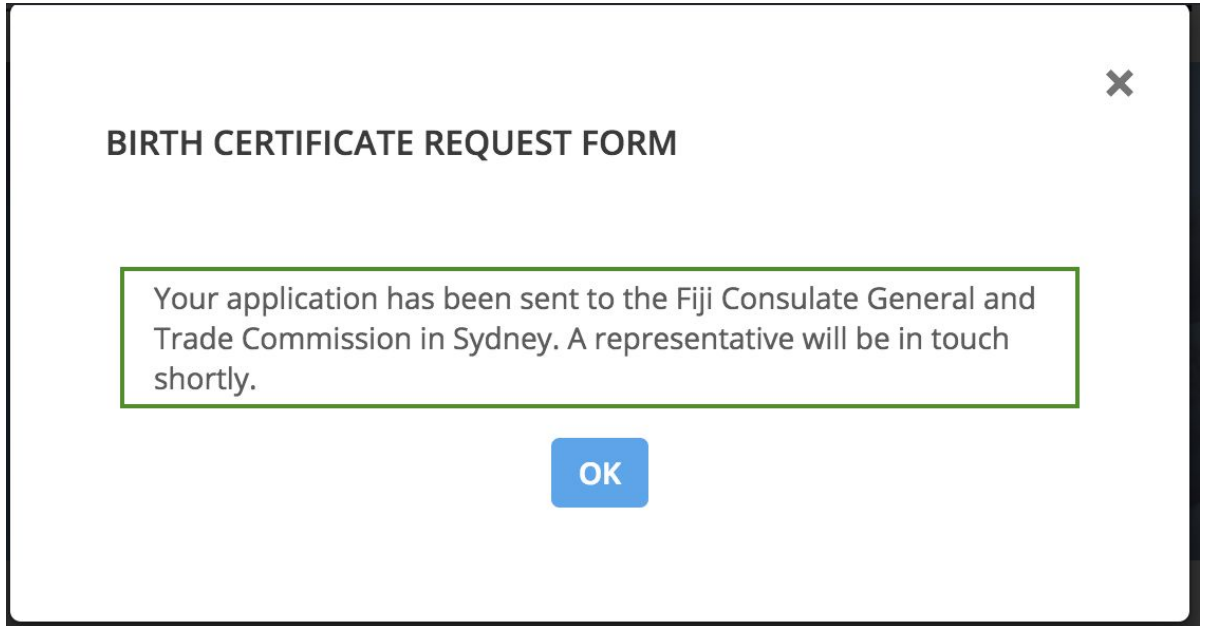 BIRTH CERTIFICATE REQUEST FORM
Your application has been sent to the Fiji Consulate General and
Trade Commission in Sydney. A representative will be in touch
shortly.
OK